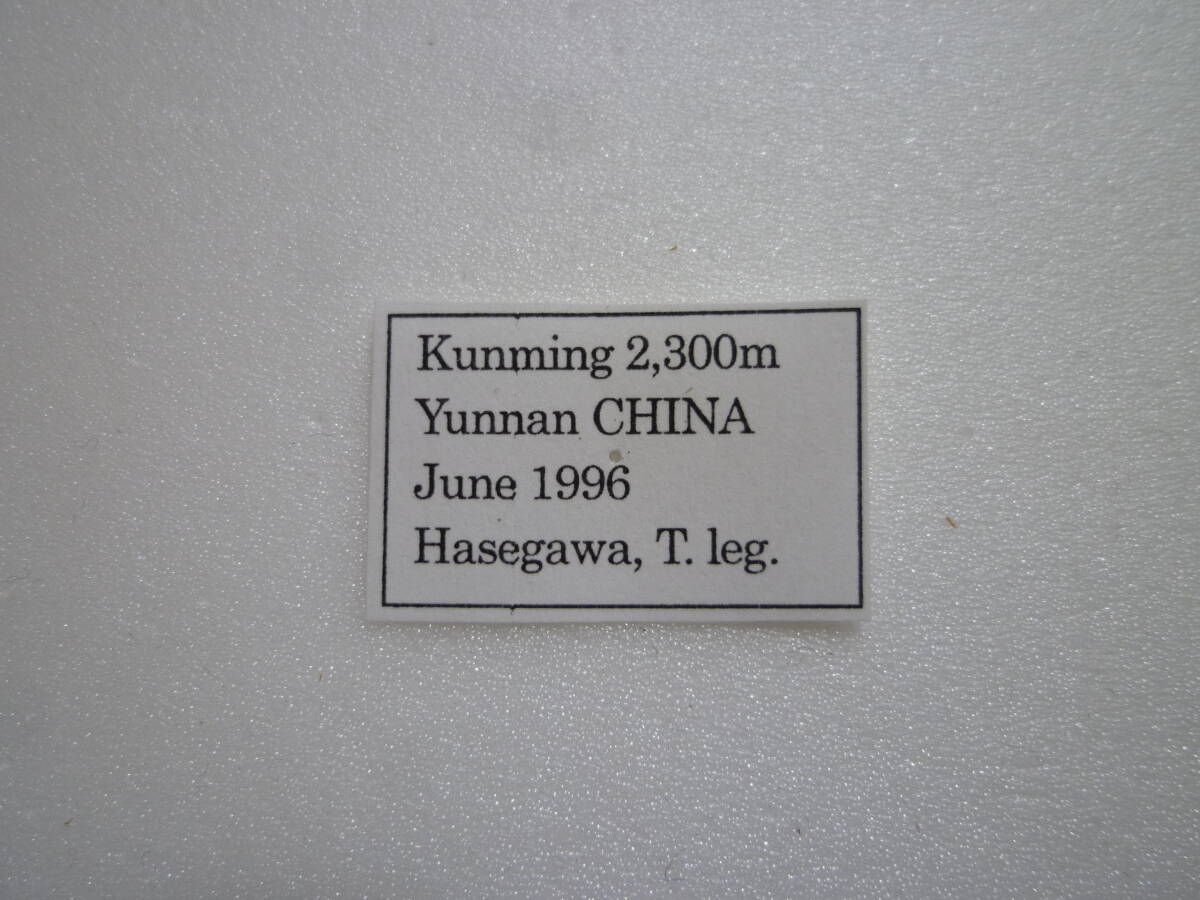 Kunming 2,300m
Yunnan CHINA
June 1996
Hasegawa, T. leg.